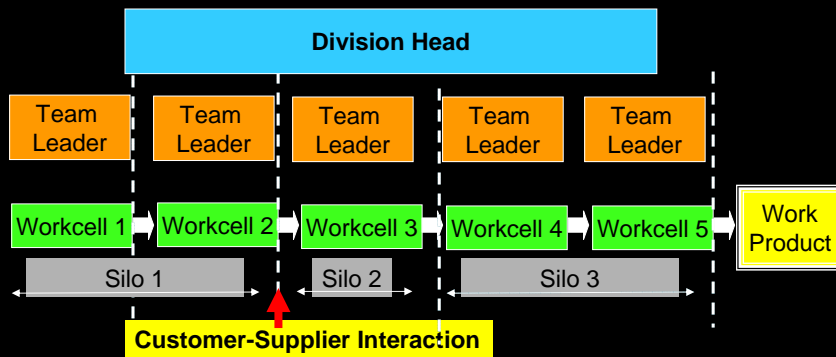 Division Head
Team
Leader
Team
Leader
Team
Leader
Team
Leader
Team
Leader
Workcell 1
Workcell 2
Workcell 3
Workcell 4
Workcell 5
Work
Product
Silo 1
Silo 2
Silo 3
Customer-Supplier Interaction